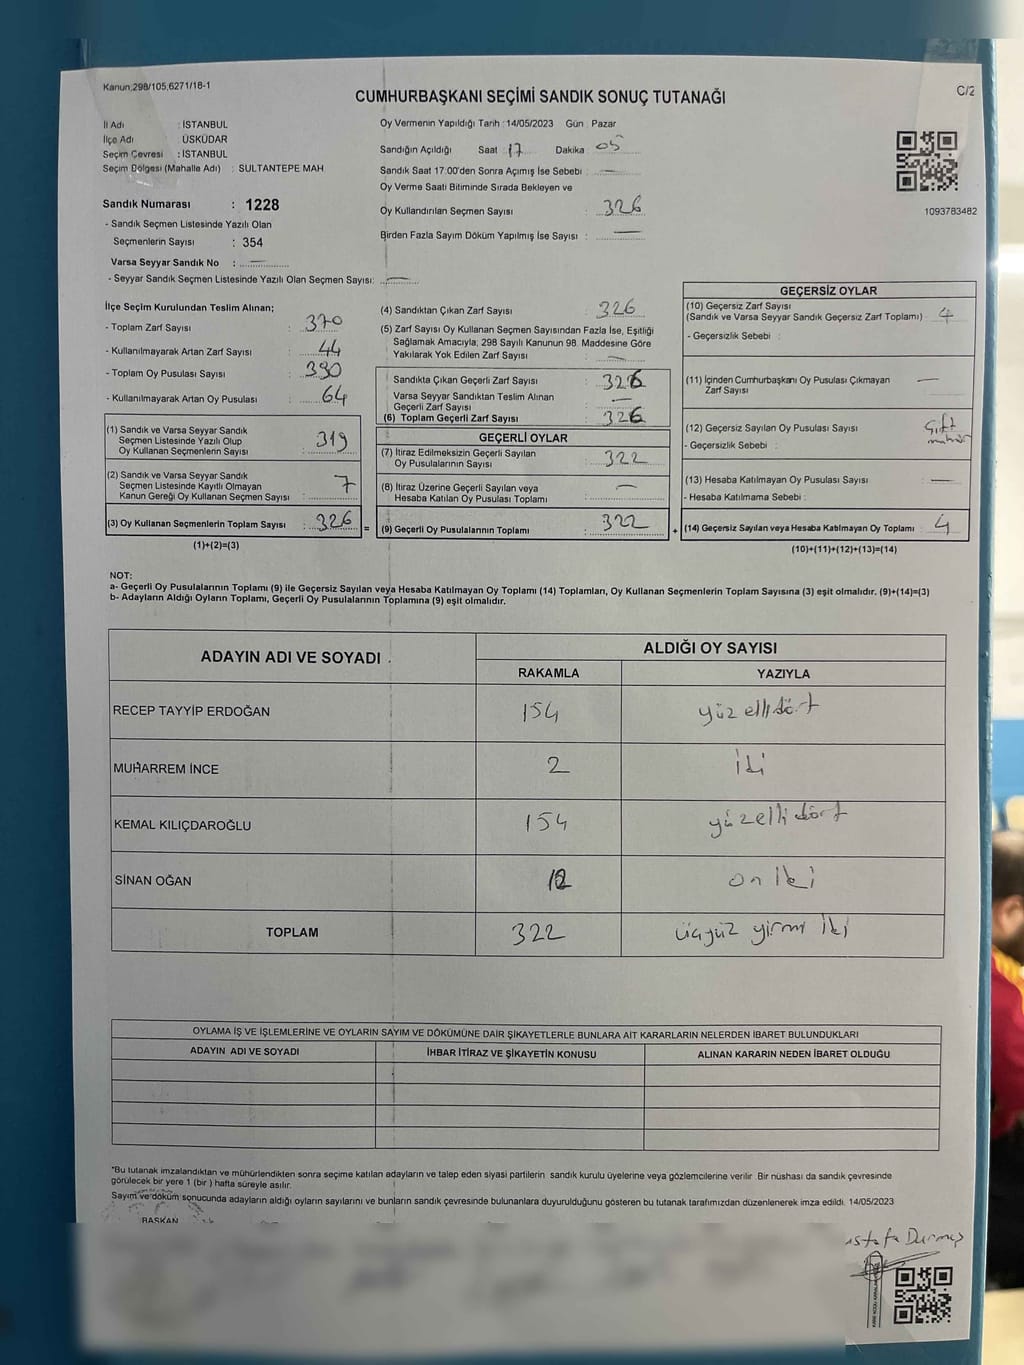 Kanun;298/105;6271/18-1
C/2
CUMHURBAŞKANI SEÇİMİ SANDIK SONUÇ TUTANAĞI
İl Adı : İSTANBUL
İlçe Adı : ÜSKÜDAR
Seçim Çevresi : İSTANBUL
Seçim Bölgesi (Mahalle Adı) : SULTANTEPE MAH
Sandık Numarası : 1228
- Sandık Seçmen Listesinde Yazılı Olan
Seçmenlerin Sayısı : 354
Varsa Seyyar Sandık No :
- Seyyar Sandık Seçmen Listesinde Yazılı Olan Seçmen Sayısı:
Oy Vermenin Yapıldığı Tarih :14/05/2023 Gün : Pazar
Sandığın Açıldığı Saat 17 Dakika 05
Sandık Saat 17:00'den Sonra Açımış İse Sebebi :
Oy Verme Saati Bitiminde Sırada Bekleyen ve
Oy Kullandırılan Seçmen Sayısı : 326
Birden Fazla Sayım Döküm Yapılmış İse Sayısı :
1093783482
İlçe Seçim Kurulundan Teslim Alınan;
- Toplam Zarf Sayısı : 370
- Kullanılmayarak Artan Zarf Sayısı : 44
- Toplam Oy Pusulası Sayısı : 390
- Kullanılmayarak Artan Oy Pusulası : 64
(1) Sandık ve Varsa Seyyar Sandık
Seçmen Listesinde Yazılı Olup
Oy Kullanan Seçmenlerin Sayısı : 319
(2) Sandık ve Varsa Seyyar Sandık
Seçmen Listesinde Kayıtlı Olmayan
Kanun Gereği Oy Kullanan Seçmen Sayısı : 7
(3) Oy Kullanan Seçmenlerin Toplam Sayısı : 326 =
(1)+(2)=(3)
(4) Sandıktan Çıkan Zarf Sayısı : 326
(5) Zarf Sayısı Oy Kullanan Seçmen Sayısından Fazla İse, Eşitliği
Sağlamak Amacıyla; 298 Sayılı Kanunun 98. Maddesine Göre
Yakılarak Yok Edilen Zarf Sayısı :
Sandıkta Çıkan Geçerli Zarf Sayısı : 326
Varsa Seyyar Sandıktan Teslim Alınan
Geçerli Zarf Sayısı :
(6) Toplam Geçerli Zarf Sayısı : 326
GEÇERLİ OYLAR
(7) İtiraz Edilmeksizin Geçerli Sayılan
Oy Pusulalarının Sayısı : 322
(8) İtiraz Üzerine Geçerli Sayılan veya
Hesaba Katılan Oy Pusulası Toplamı :
(9) Geçerli Oy Pusulalarının Toplamı : 322 +
GEÇERSİZ OYLAR
(10) Geçersiz Zarf Sayısı
(Sandık ve Varsa Seyyar Sandık Geçersiz Zarf Toplamı) : 4
- Geçersizlik Sebebi :
(11) İçinden Cumhurbaşkanı Oy Pusulası Çıkmayan
Zarf Sayısı
(12) Geçersiz Sayılan Oy Pusulası Sayısı : Çift
- Geçersizlik Sebebi : mühür
(13) Hesaba Katılmayan Oy Pusulası Sayısı :
- Hesaba Katılmama Sebebi :
(14) Geçersiz Sayılan veya Hesaba Katılmayan Oy Toplamı : 4
(10)+(11)+(12)+(13)=(14)
NOT:
a- Geçerli Oy Pusulalarının Toplamı (9) ile Geçersiz Sayılan veya Hesaba Katılmayan Oy Toplamı (14) Toplamları, Oy Kullanan Seçmenlerin Toplam Sayısına (3) eşit olmalıdır. (9)+(14)=(3)
b- Adayların Aldığı Oyların Toplamı, Geçerli Oy Pusulalarının Toplamına (9) eşit olmalıdır.
ADAYIN ADI VE SOYADI
ALDIĞI OY SAYISI
RAKAMLA YAZIYLA
RECEP TAYYİP ERDOĞAN 154 yüz elli dört
MUHARREM İNCE 2 iki
KEMAL KILIÇDAROĞLU 154 yüzelli dört
SİNAN OĞAN 12 on iki
TOPLAM 322 üçyüz yirmi iki
OYLAMA İŞ VE İŞLEMLERİNE VE OYLARIN SAYIM VE DÖKÜMÜNE DAİR ŞİKAYETLERLE BUNLARA AİT KARARLARIN NELERDEN İBARET BULUNDUKLARI
ADAYIN ADI VE SOYADI İHBAR İTİRAZ VE ŞİKAYETİN KONUSU ALINAN KARARIN NEDEN İBARET OLDUĞU
*Bu tutanak imzalandıktan ve mühürlendikten sonra seçime katılan adayların ve talep eden siyasi partilerin sandık kurulu üyelerine veya gözlemcilerine verilir. Bir nüshası da sandık çevresinde
görülecek bir yere 1 (bir ) hafta süreyle asılır.
Sayım ve döküm sonucunda adayların aldığı oyların sayılarını ve bunların sandık çevresinde bulunanlara duyurulduğunu gösteren bu tutanak tarafımızdan düzenlenerek imza edildi. 14/05/2023
BAŞKAN
ustafa Durmuş